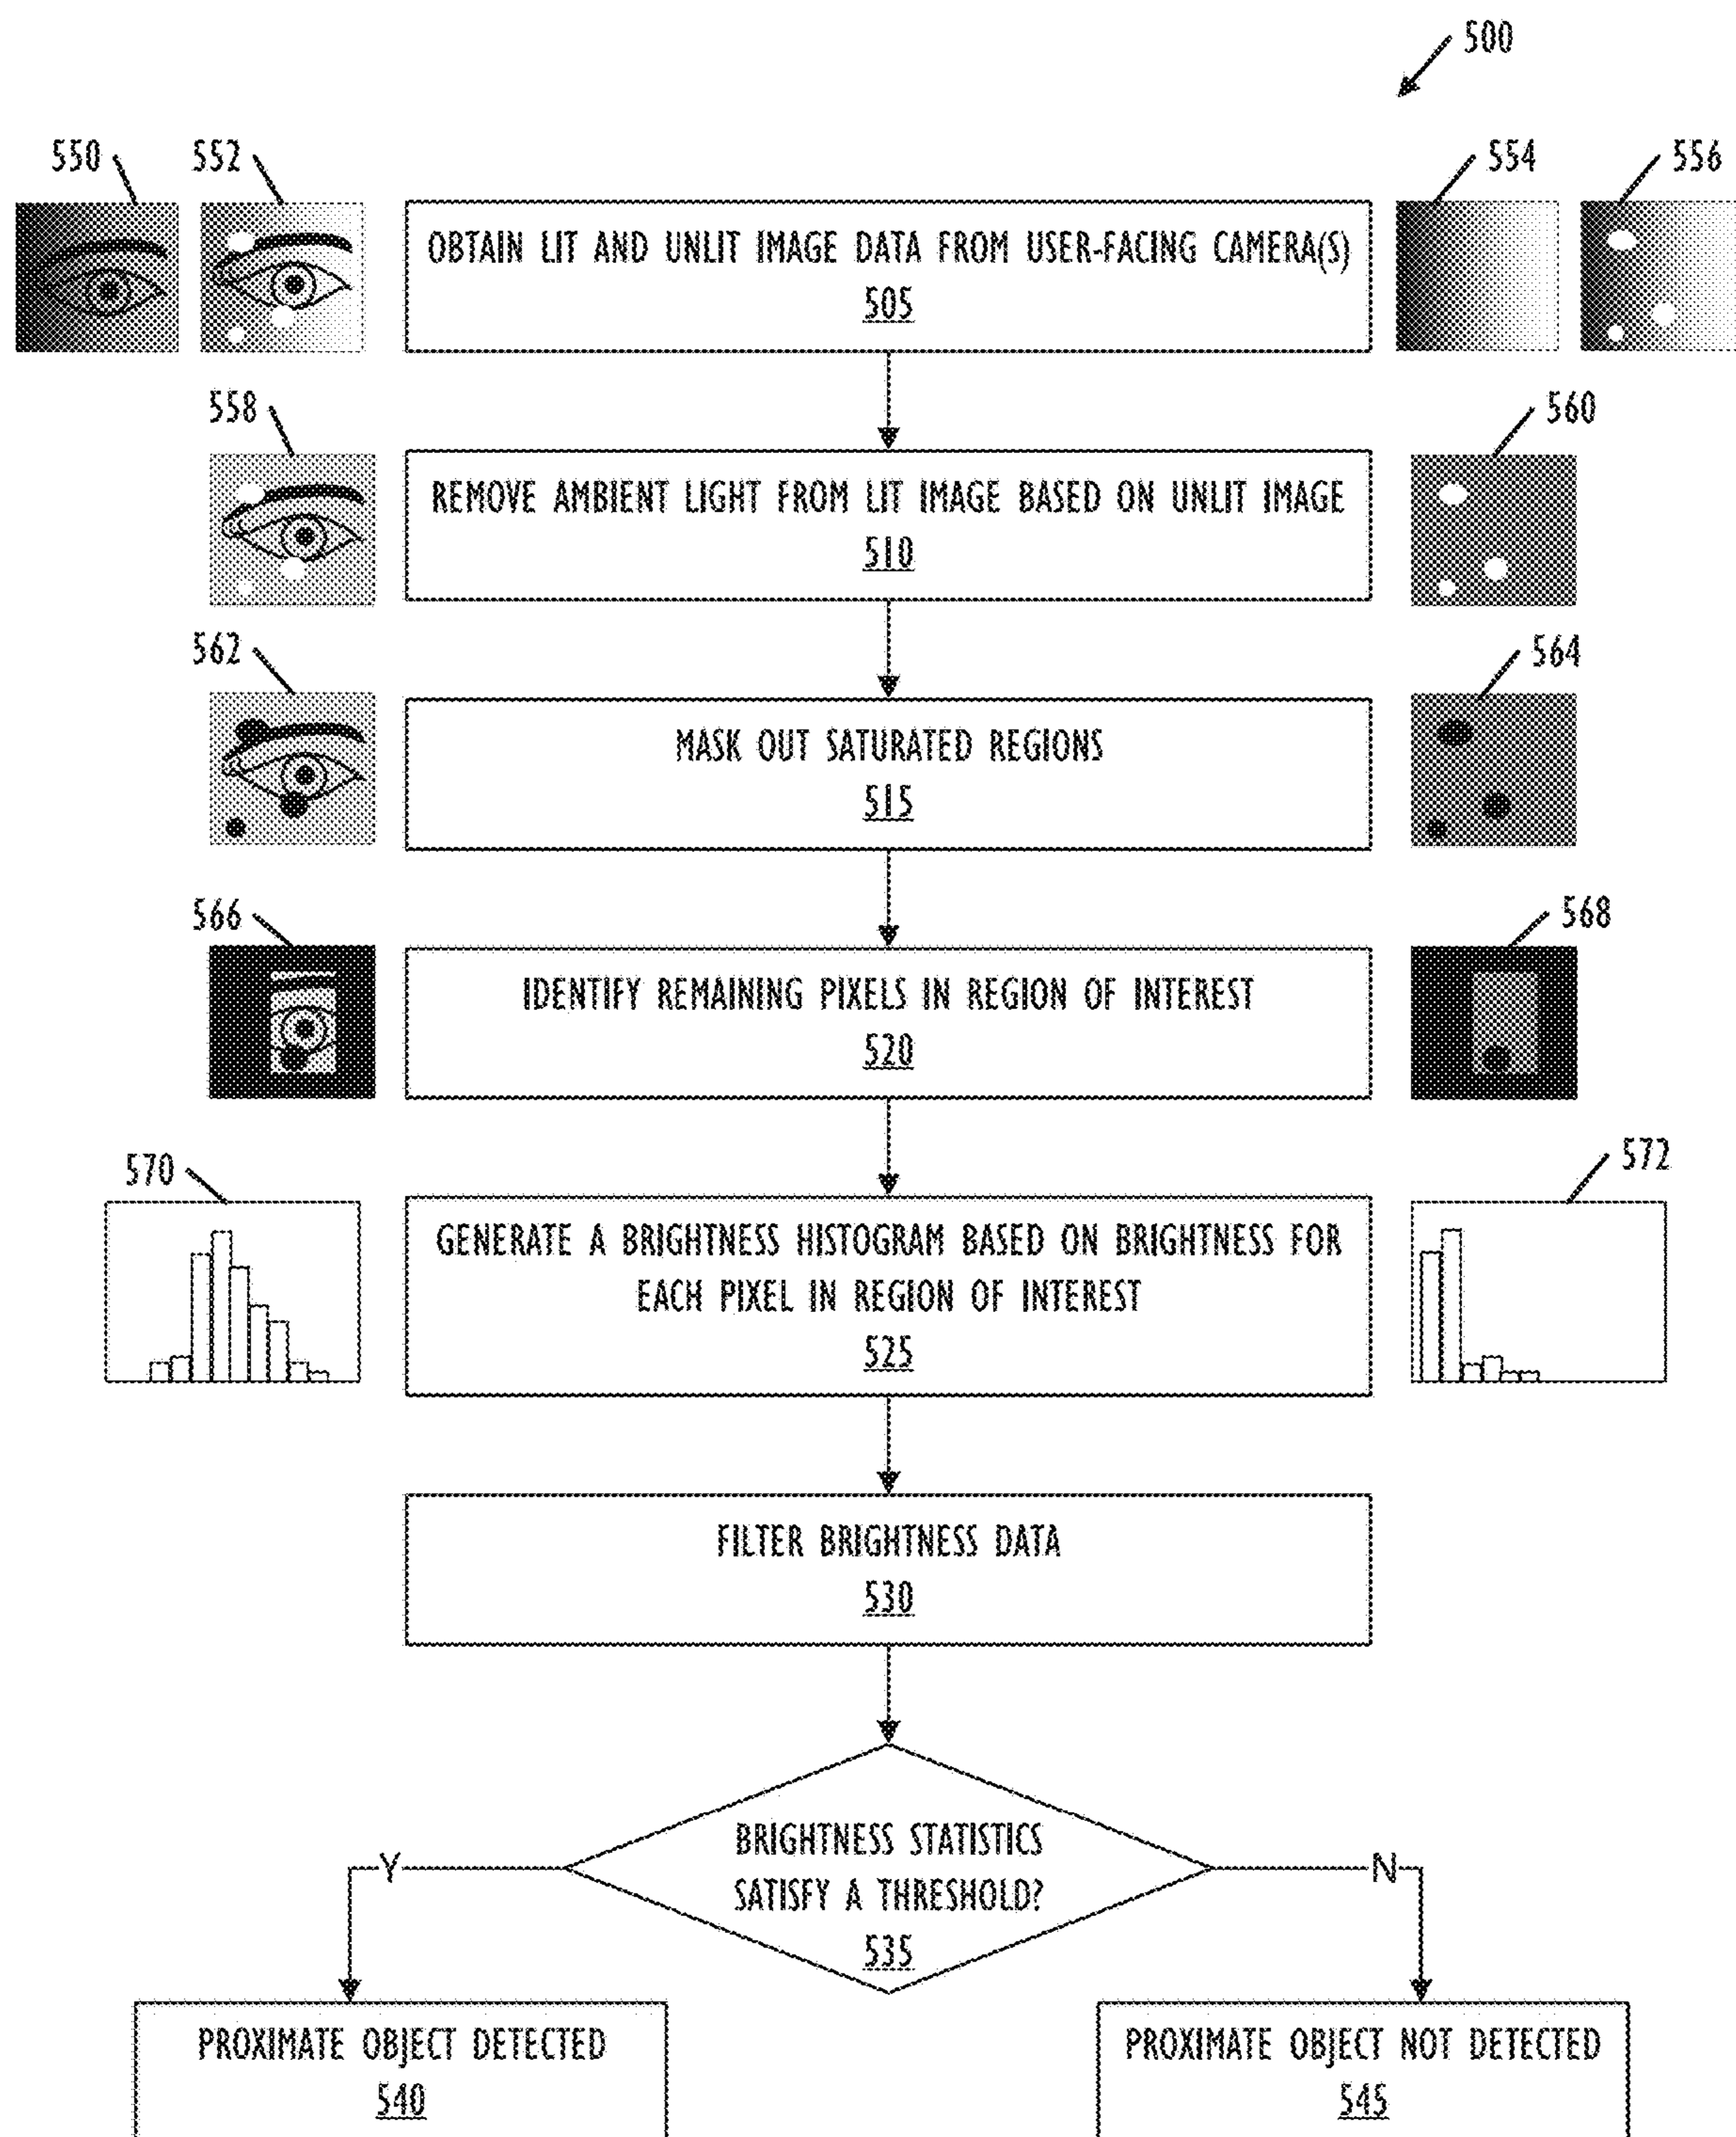 500
550
552
554
556
OBTAIN LIT AND UNLIT IMAGE DATA FROM USER-FACING CAMERA(S)
505
558
560
REMOVE AMBIENT LIGHT FROM LIT IMAGE BASED ON UNLIT IMAGE
510
562
564
MASK OUT SATURATED REGIONS
515
566
568
IDENTIFY REMAINING PIXELS IN REGION OF INTEREST
520
570
572
GENERATE A BRIGHTNESS HISTOGRAM BASED ON BRIGHTNESS FOR
EACH PIXEL IN REGION OF INTEREST
525
FILTER BRIGHTNESS DATA
530
BRIGHTNESS STATISTICS
SATISFY A THRESHOLD?
535
Y
N
PROXIMATE OBJECT DETECTED
540
PROXIMATE OBJECT NOT DETECTED
545